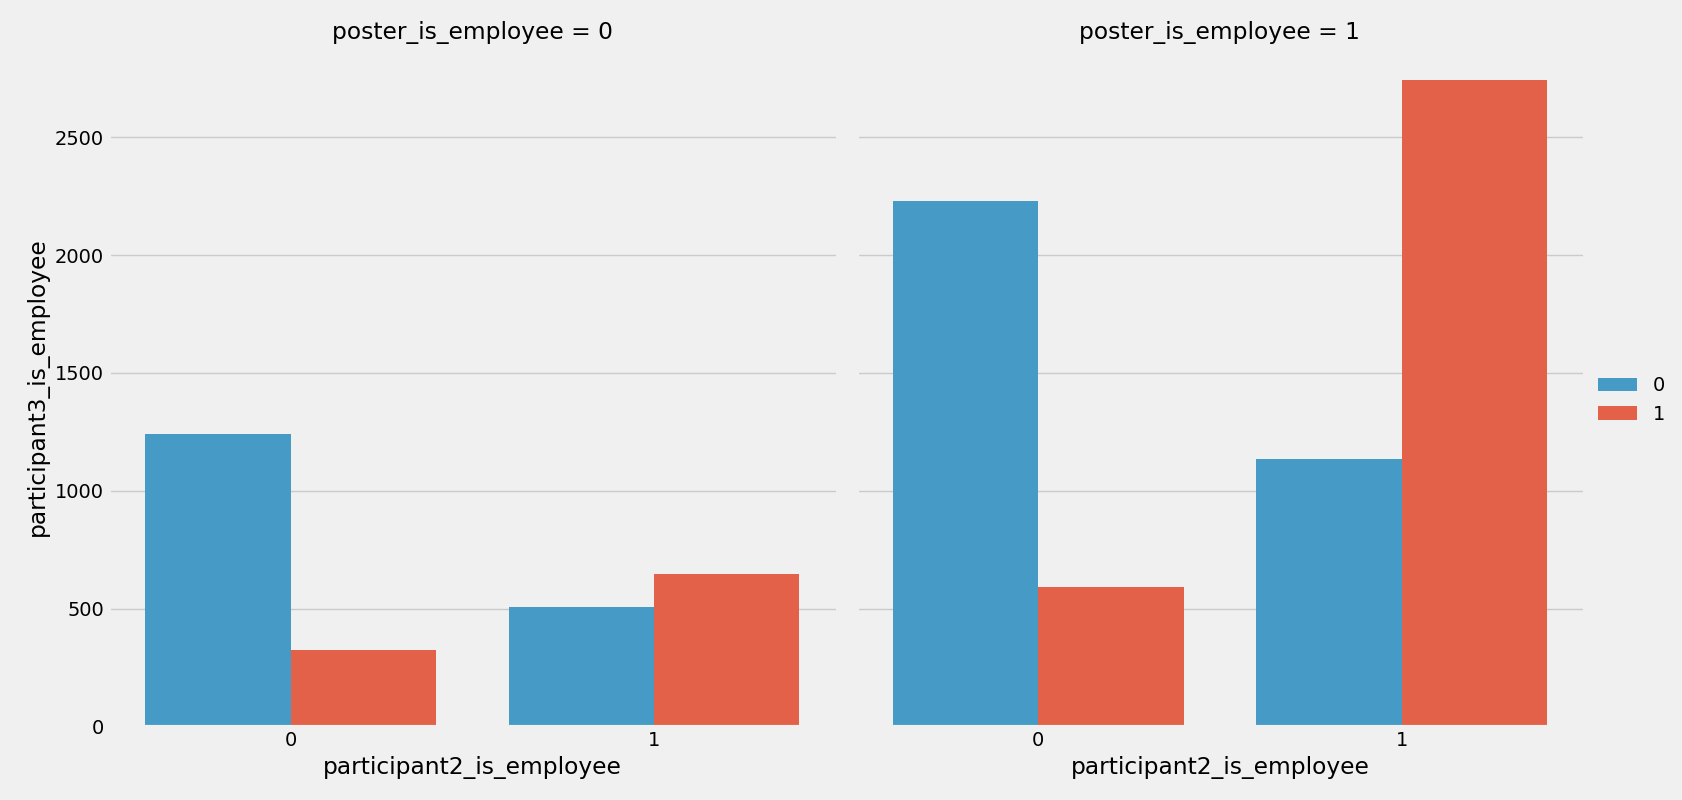 poster_is_employee = 0
poster_is_employee = 1
participant3_is_employee
2500
2000
1500
1000
500
0
0
1
0
1
participant2_is_employee
participant2_is_employee
0
1